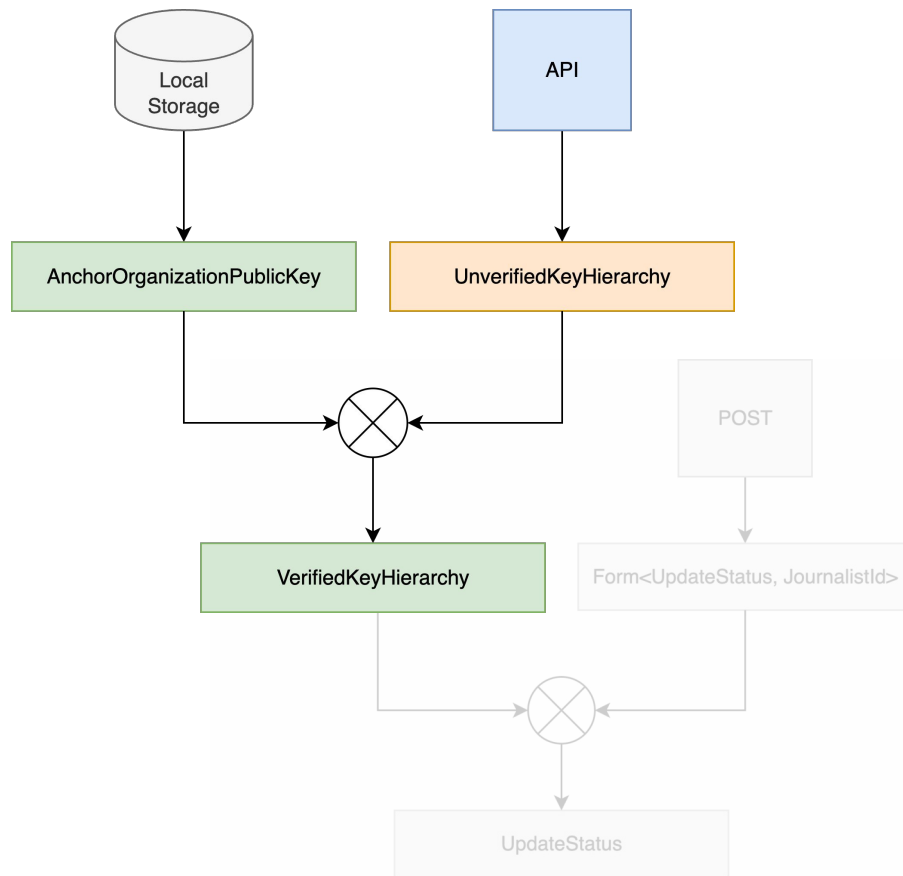 Local
Storage
API
AnchorOrganizationPublicKey
UnverifiedKeyHierarchy
POST
VerifiedKeyHierarchy
Form<UpdateStatus, JournalistId>
UpdateStatus